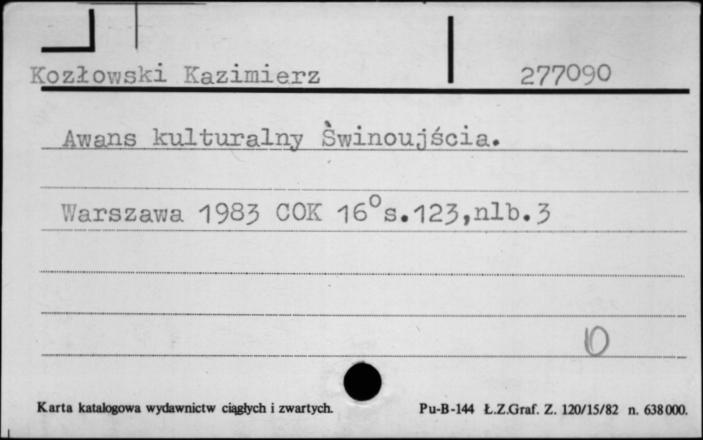 Kozłowski Kazimierz 277090
Awans kulturalny Świnoujścia.
Warszawa 1983 COK 16° s.123,nlb.3
10
Karta katalogowa wydawnictw ciągłych i zwartych. Pu-B-144 Ł.Z.Graf. Z. 120/15/82 n. 638000.